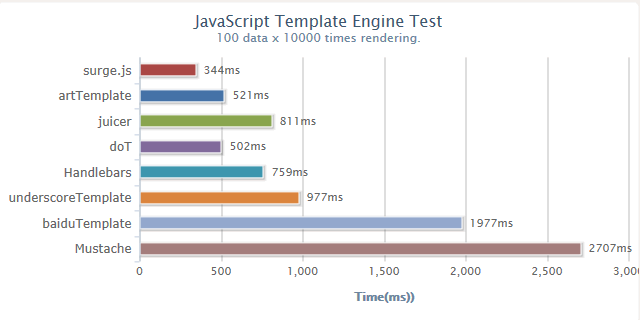 JavaScript Template Engine Test
100 data x 10000 times rendering.
surge.js 344ms
artTemplate 521ms
juicer 811ms
doT 502ms
Handlebars 759ms
underscoreTemplate 977ms
baiduTemplate 1977ms
Mustache 2707ms
0 500 1,000 1,500 2,000 2,500 3,00
Time(ms))